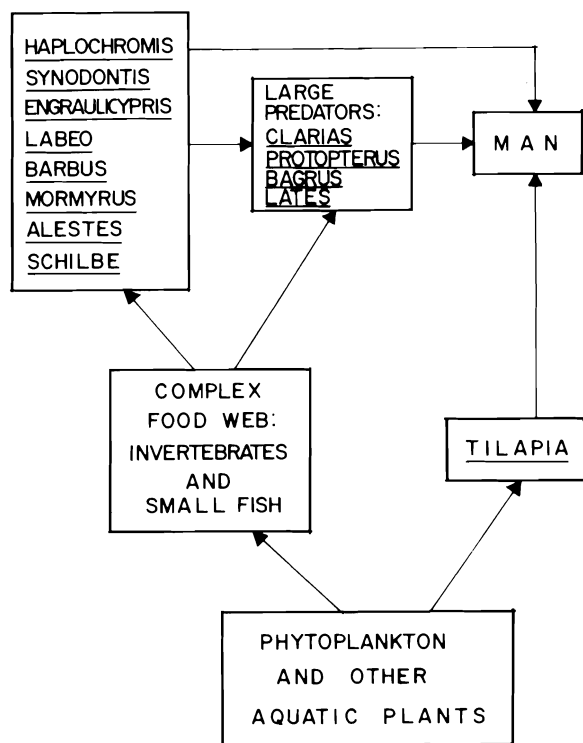 HAPLOCHROMIS
SYNODONTIS
ENGRAULICYPRIS
LABEO
BARBUS
MORMYRUS
ALESTES
SCHILBE
LARGE
PREDATORS:
CLARIAS
PROTOPTERUS
BAGRUS
LATES
MAN
COMPLEX
FOOD WEB:
INVERTEBRATES
AND
SMALL FISH
TILAPIA
PHYTOPLANKTON
AND OTHER
AQUATIC PLANTS